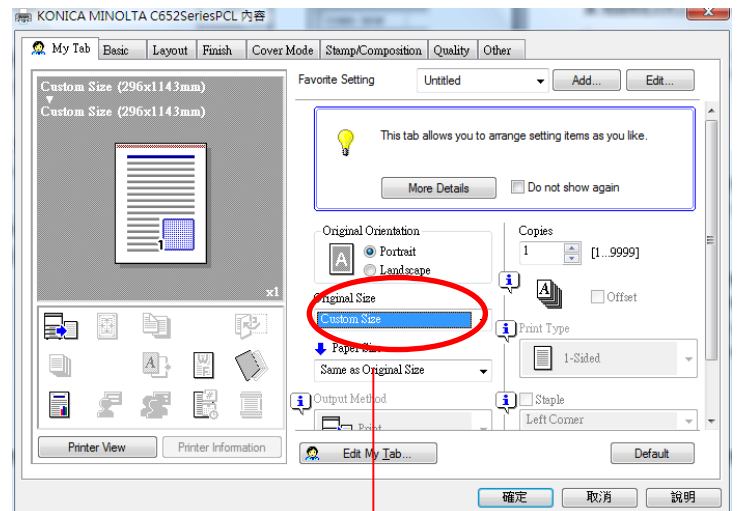 KONICA MINOLTA C652SeriesPCL 內容
My Tab
Basic
Layout
Finish
Cover Mode
Stamp/Composition
Quality
Other
Custom Size (296x1143mm)
Custom Size (296x1143mm)
1
x1
Favorite Setting
Untitled
Add...
Edit...
This tab allows you to arrange setting items as you like.
More Details
Do not show again
Original Orientation
A
Portrait
Landscape
Copies
1
[1...9999]
A
Offset
Original Size
Custom Size
Paper Size
Same as Original Size
Print Type
1-Sided
Output Method
Print
Staple
Left Corner
Printer View
Printer Information
Edit My Tab...
Default
確定
取消
說明